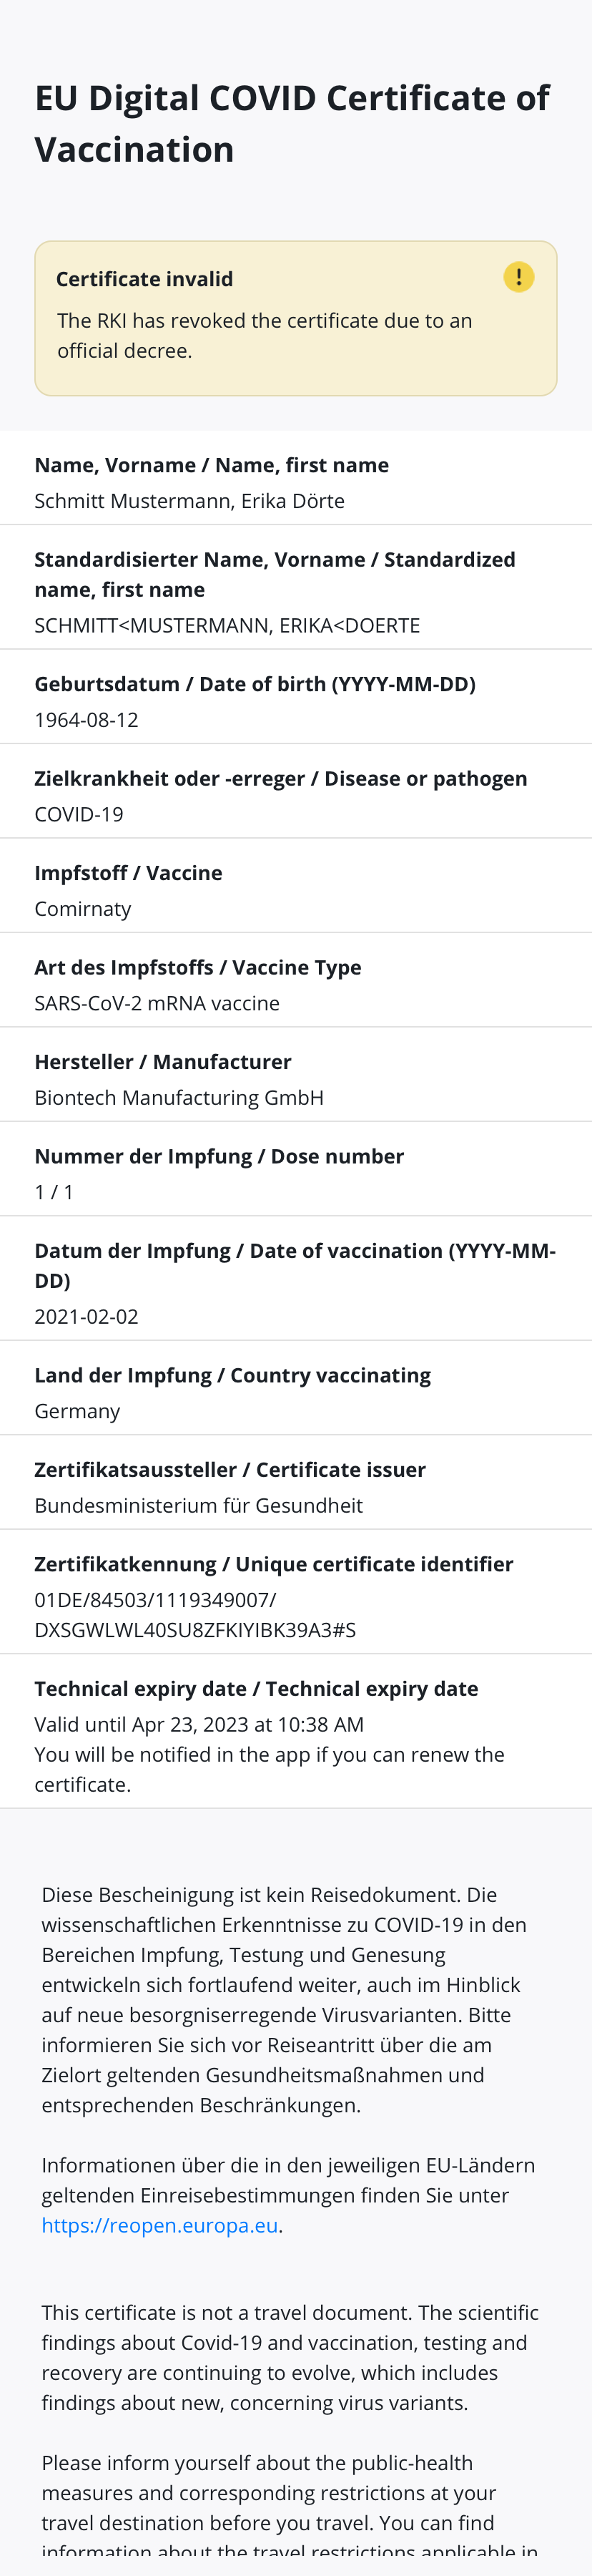 EU Digital COVID Certificate of
Vaccination
Certificate invalid
The RKI has revoked the certificate due to an
official decree.
Name, Vorname / Name, first name
Schmitt Mustermann, Erika Dörte
Standardisierter Name, Vorname / Standardized
name, first name
SCHMITT<MUSTERMANN, ERIKA<DOERTE
Geburtsdatum / Date of birth (YYYY-MM-DD)
1964-08-12
Zielkrankheit oder -erreger / Disease or pathogen
COVID-19
Impfstoff / Vaccine
Comirnaty
Art des Impfstoffs / Vaccine Type
SARS-CoV-2 mRNA vaccine
Hersteller / Manufacturer
Biontech Manufacturing GmbH
Nummer der Impfung / Dose number
1 / 1
Datum der Impfung / Date of vaccination (YYYY-MM-
DD)
2021-02-02
Land der Impfung / Country vaccinating
Germany
Zertifikatsaussteller / Certificate issuer
Bundesministerium für Gesundheit
Zertifikatkennung / Unique certificate identifier
01DE/84503/1119349007/
DXSGWLWL40SU8ZFKIYIBK39A3#S
Technical expiry date / Technical expiry date
Valid until Apr 23, 2023 at 10:38 AM
You will be notified in the app if you can renew the
certificate.
Diese Bescheinigung ist kein Reisedokument. Die
wissenschaftlichen Erkenntnisse zu COVID-19 in den
Bereichen Impfung, Testung und Genesung
entwickeln sich fortlaufend weiter, auch im Hinblick
auf neue besorgniserregende Virusvarianten. Bitte
informieren Sie sich vor Reiseantritt über die am
Zielort geltenden Gesundheitsmaßnahmen und
entsprechenden Beschränkungen.
Informationen über die in den jeweiligen EU-Ländern
geltenden Einreisebestimmungen finden Sie unter
https://reopen.europa.eu.
This certificate is not a travel document. The scientific
findings about Covid-19 and vaccination, testing and
recovery are continuing to evolve, which includes
findings about new, concerning virus variants.
Please inform yourself about the public-health
measures and corresponding restrictions at your
travel destination before you travel. You can find
information about the travel restrictions applicable in